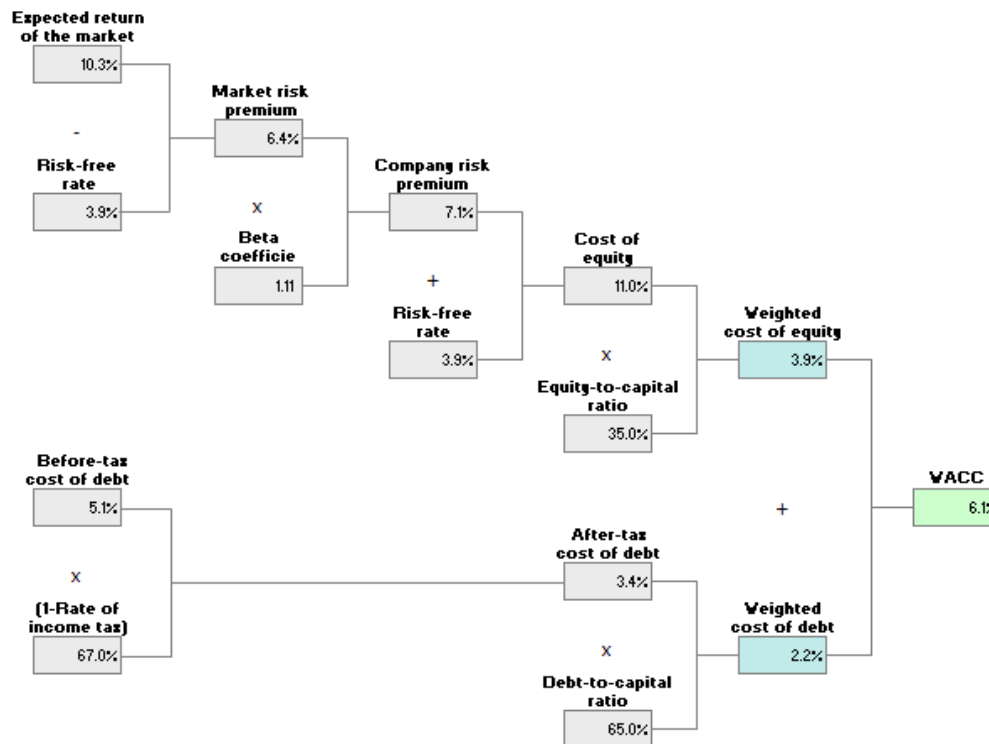 Expected return
of the market
10.3%
-
Risk-free
rate
3.9%
Market risk
premium
6.4%
x
Beta
coefficie
1.11
Company risk
premium
7.1%
+
Risk-free
rate
3.9%
Cost of
equity
11.0%
x
Equity-to-capital
ratio
35.0%
Weighted
cost of equity
3.9%
Before-tax
cost of debt
5.1%
x
(1-Rate of
income tax)
67.0%
After-tax
cost of debt
3.4%
x
Debt-to-capital
ratio
65.0%
Weighted
cost of debt
2.2%
+
WACC
6.1%